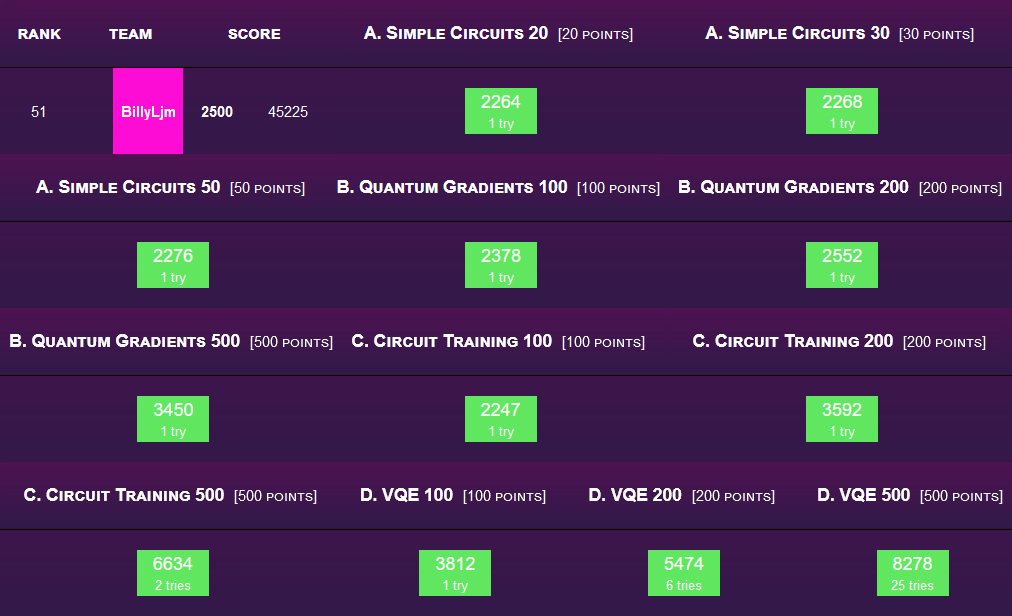 RANK TEAM SCORE A. SIMPLE CIRCUITS 20 [20 POINTS] A. SIMPLE CIRCUITS 30 [30 POINTS]
51 BillyLjm 2500 45225 2264 2268
1 try 1 try
A. SIMPLE CIRCUITS 50 [50 POINTS] B. QUANTUM GRADIENTS 100 [100 POINTS] B. QUANTUM GRADIENTS 200 [200 POINTS]
2276 2378 2552
1 try 1 try 1 try
B. QUANTUM GRADIENTS 500 [500 POINTS] C. CIRCUIT TRAINING 100 [100 POINTS] C. CIRCUIT TRAINING 200 [200 POINTS]
3450 2247 3592
1 try 1 try 1 try
C. CIRCUIT TRAINING 500 [500 POINTS] D. VQE 100 [100 POINTS] D. VQE 200 [200 POINTS] D. VQE 500 [500 POINTS]
6634 3812 5474 8278
2 tries 1 try 6 tries 25 tries